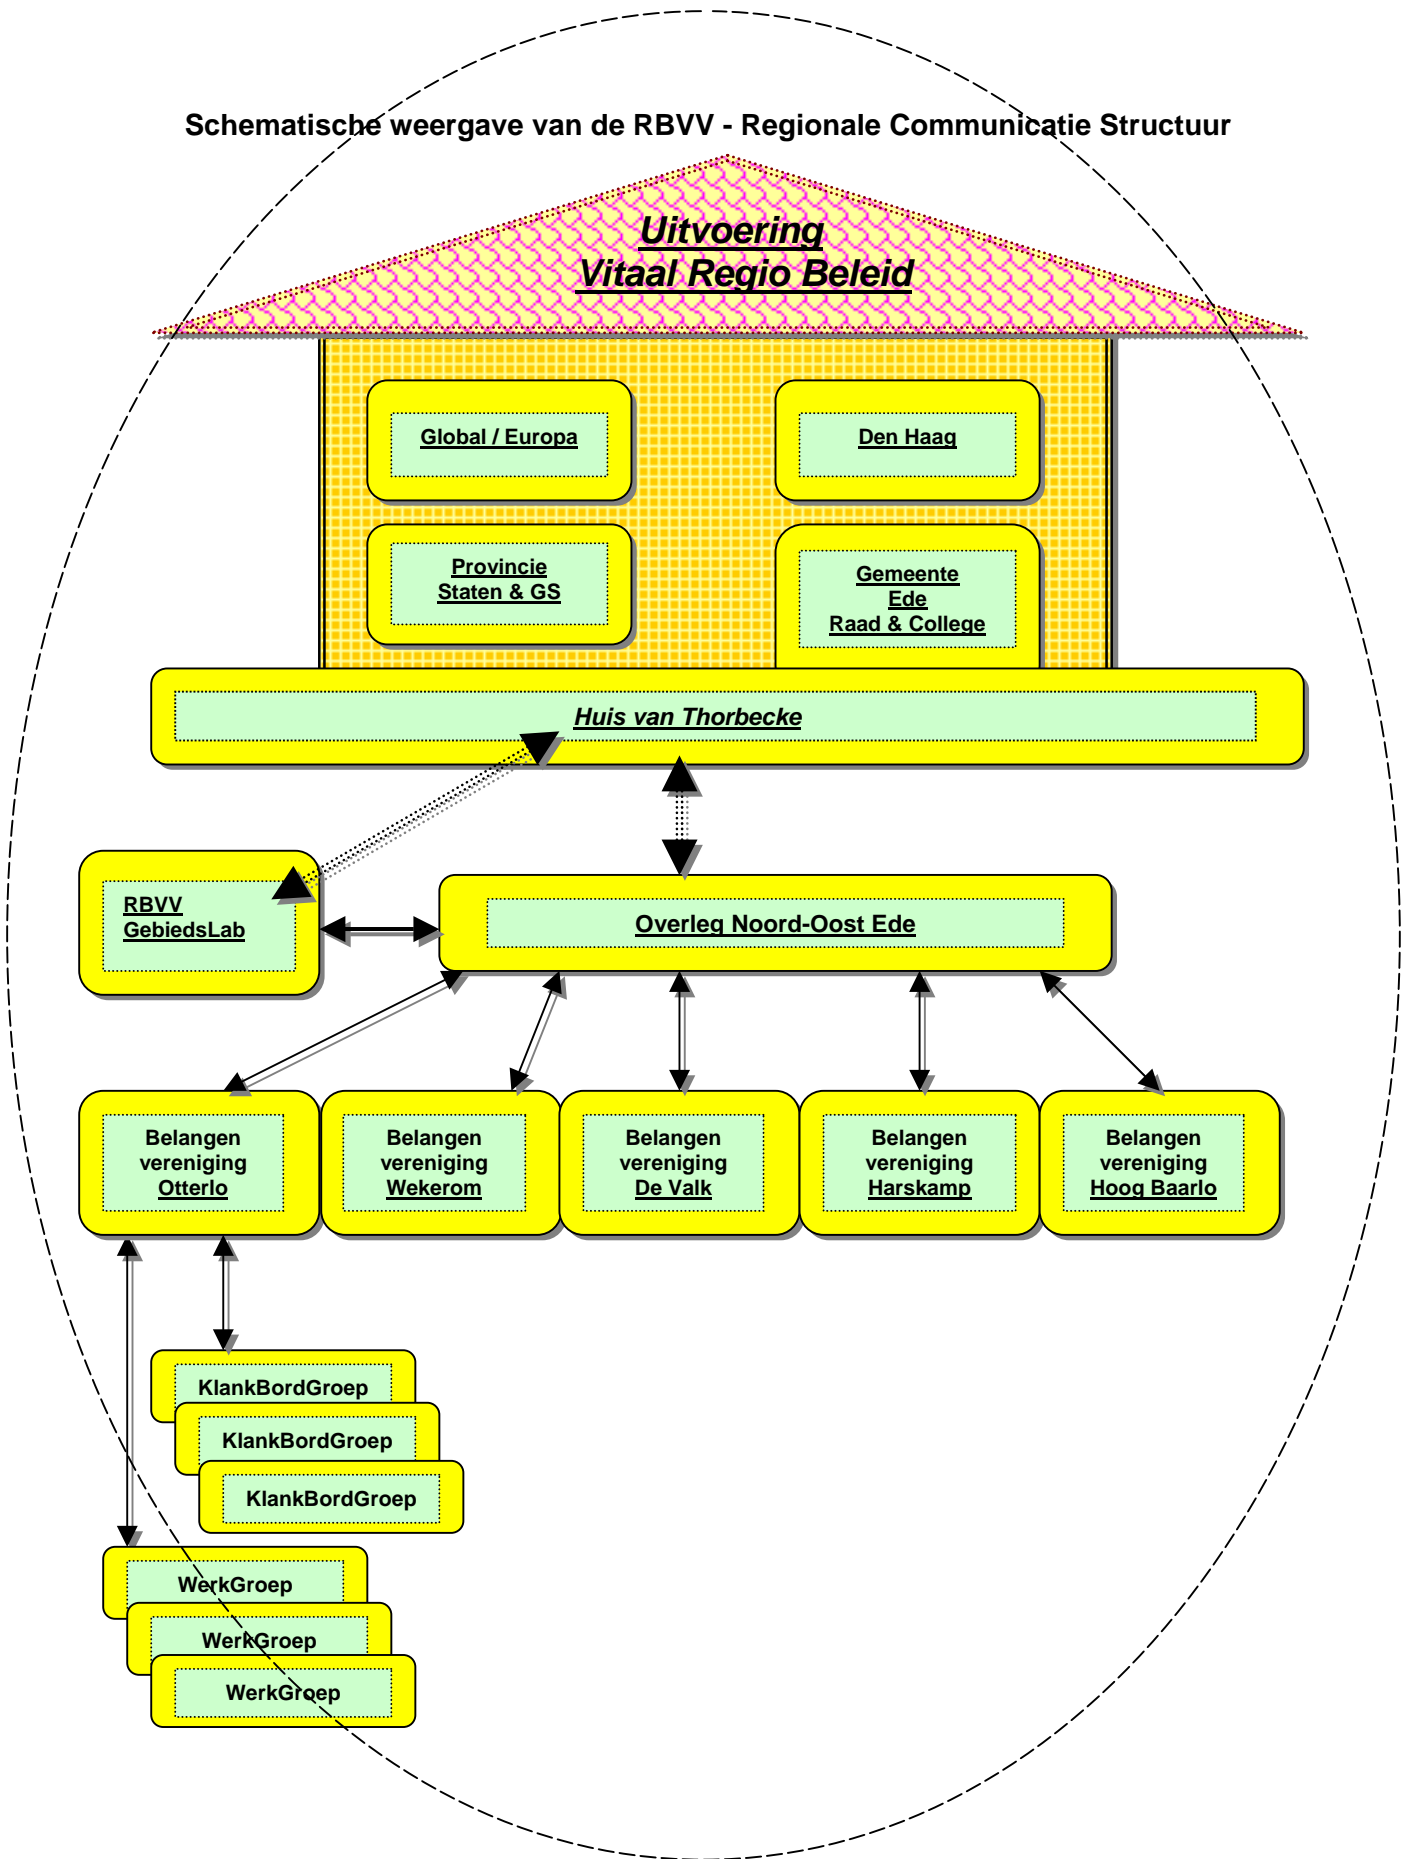 Schematische weergave van de RBVV - Regionale Communicatie Structuur
Uitvoering
Vitaal Regio Beleid
Global / Europa
Den Haag
Provincie
Staten & GS
Gemeente
Ede
Raad & College
Huis van Thorbecke
RBVV
GebiedsLab
Overleg Noord-Oost Ede
Belangen
vereniging
Otterlo
Belangen
vereniging
Wekerom
Belangen
vereniging
De Valk
Belangen
vereniging
Harskamp
Belangen
vereniging
Hoog Baarlo
KlankBordGroep
KlankBordGroep
KlankBordGroep
WerkGroep
WerkGroep
WerkGroep